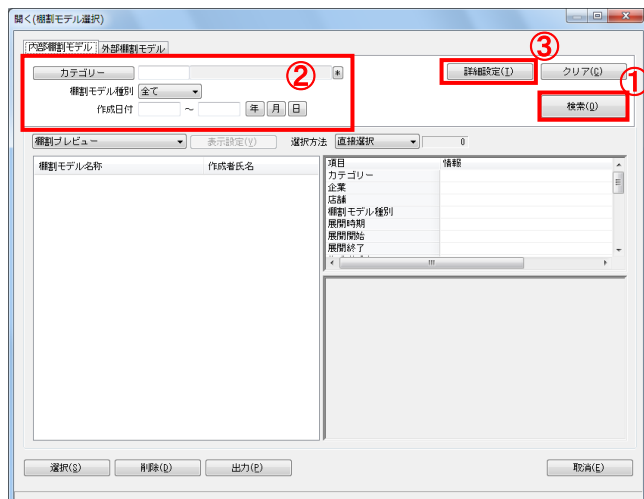 開く(棚割モデル選択)
内部棚割モデル 外部棚割モデル
③
カテゴリー * ② 詳細設定(I) クリア(C) ①
棚割モデル種別 全て
作成日付 ～ 年 月 日 検索(Q)
棚割プレビュー 表示設定(V) 選択方法 直接選択 0
棚割モデル名称 作成者氏名 項目 情報
カテゴリー
企業
店舗
棚割モデル種別
展開時期
展開開始
展開終了
選択(S) 削除(D) 出力(P) 取消(E)